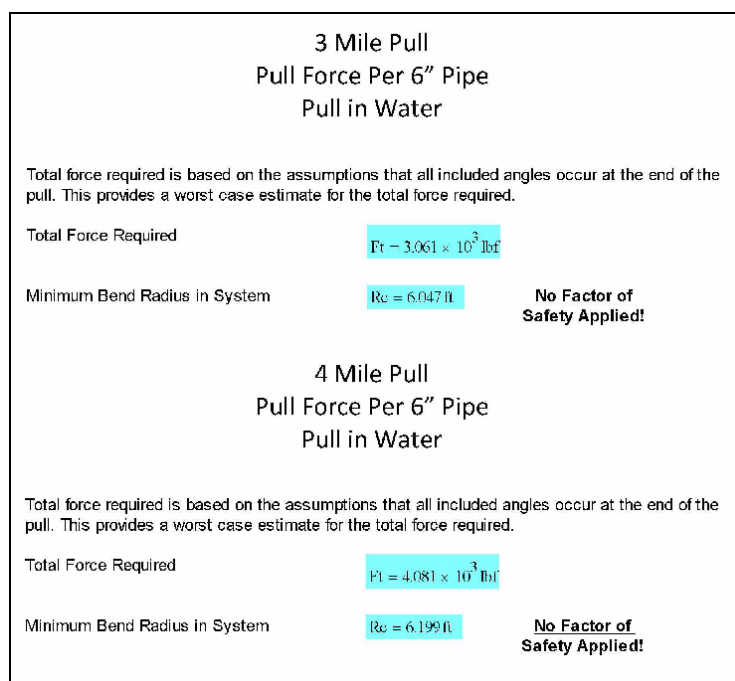 3 Mile Pull
Pull Force Per 6” Pipe
Pull in Water
Total force required is based on the assumptions that all included angles occur at the end of the
pull. This provides a worst case estimate for the total force required.
Total Force Required Ft = 3.061 × 10³ lbf
Minimum Bend Radius in System Rc = 6.047 ft No Factor of
Safety Applied!
4 Mile Pull
Pull Force Per 6” Pipe
Pull in Water
Total force required is based on the assumptions that all included angles occur at the end of the
pull. This provides a worst case estimate for the total force required.
Total Force Required Ft = 4.081 × 10³ lbf
Minimum Bend Radius in System Rc = 6.199 ft No Factor of
Safety Applied!